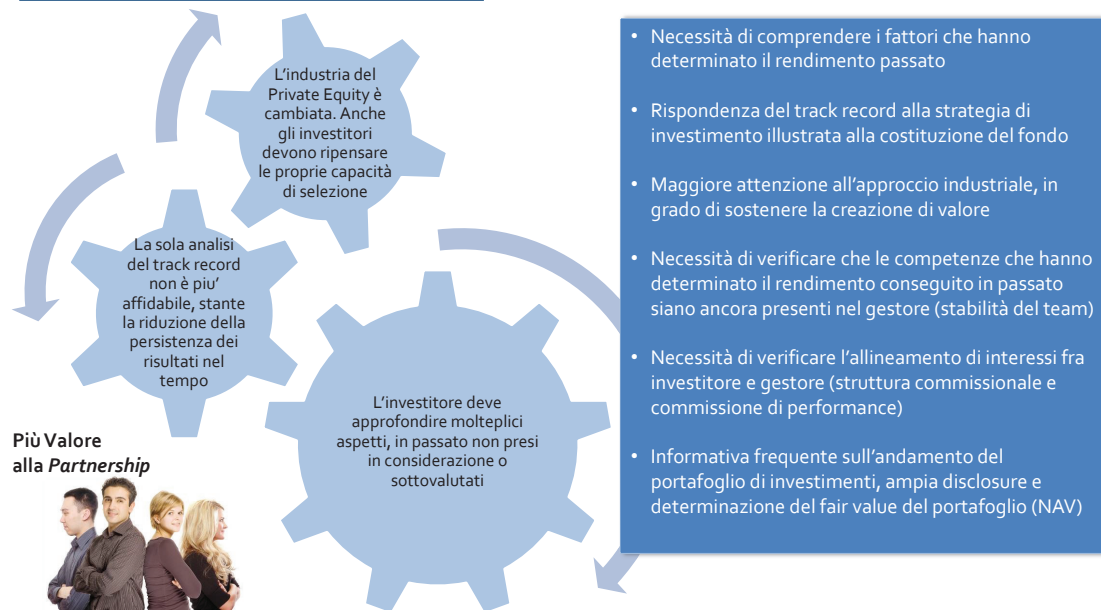 L'industria del
Private Equity è
cambiata. Anche
gli investitori
devono ripensare
le proprie capacità
di selezione
La sola analisi
del track record
non è piu'
affidabile, stante
la riduzione della
persistenza dei
risultati nel
tempo
L'investitore deve
approfondire molteplici
aspetti, in passato non presi
in considerazione o
sottovalutati
Più Valore
alla Partnership
• Necessità di comprendere i fattori che hanno
determinato il rendimento passato
• Rispondenza del track record alla strategia di
investimento illustrata alla costituzione del fondo
• Maggiore attenzione all'approccio industriale, in
grado di sostenere la creazione di valore
• Necessità di verificare che le competenze che hanno
determinato il rendimento conseguito in passato
siano ancora presenti nel gestore (stabilità del team)
• Necessità di verificare l'allineamento di interessi fra
investitore e gestore (struttura commissionale e
commissione di performance)
• Informativa frequente sull'andamento del
portafoglio di investimenti, ampia disclosure e
determinazione del fair value del portafoglio (NAV)